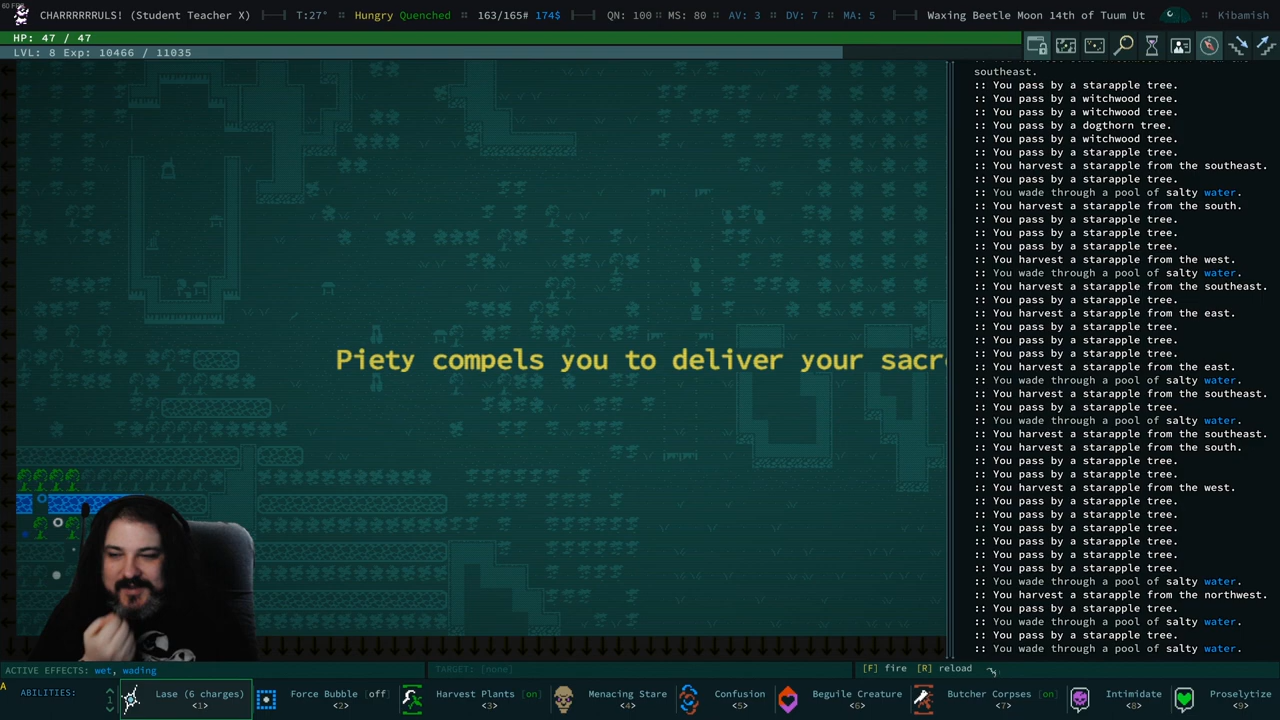 60 FPS
CHARRRRRULS! (Student Teacher X) T:27° :: Hungry Quenched :: 163/165# 174$ QN: 100 :: MS: 80 :: AV: 3 :: DV: 7 :: MA: 5 Waxing Beetle Moon 14th of Tuum Ut :: Kibamish
HP: 47 / 47
LVL: 8 Exp: 10466 / 11035
southeast.
:: You pass by a starapple tree.
:: You pass by a witchwood tree.
:: You pass by a witchwood tree.
:: You pass by a dogthorn tree.
:: You pass by a witchwood tree.
:: You pass by a starapple tree.
:: You harvest a starapple from the southeast.
:: You pass by a starapple tree.
:: You wade through a pool of salty water.
:: You harvest a starapple from the south.
:: You pass by a starapple tree.
:: You pass by a starapple tree.
:: You pass by a starapple tree.
:: You harvest a starapple from the west.
:: You wade through a pool of salty water.
:: You harvest a starapple from the southeast.
:: You pass by a starapple tree.
:: You harvest a starapple from the east.
:: You pass by a starapple tree.
:: You pass by a starapple tree.
:: You pass by a starapple tree.
:: You harvest a starapple from the east.
:: You wade through a pool of salty water.
:: You harvest a starapple from the southeast.
:: You pass by a starapple tree.
:: You wade through a pool of salty water.
:: You harvest a starapple from the southeast.
:: You harvest a starapple from the south.
:: You pass by a starapple tree.
:: You pass by a starapple tree.
:: You harvest a starapple from the west.
:: You pass by a starapple tree.
:: You pass by a starapple tree.
:: You pass by a starapple tree.
:: You pass by a starapple tree.
:: You pass by a starapple tree.
:: You pass by a starapple tree.
:: You wade through a pool of salty water.
:: You harvest a starapple from the northwest.
:: You pass by a starapple tree.
:: You wade through a pool of salty water.
:: You pass by a starapple tree.
:: You wade through a pool of salty water.
Piety compels you to deliver your sacr
ACTIVE EFFECTS: wet, wading TARGET: [none] [F] fire [R] reload
A ABILITIES: 1 Lase (6 charges) <1> Force Bubble [off] <2> Harvest Plants [on] <3> Menacing Stare <4> Confusion <5> Beguile Creature <6> Butcher Corpses [on] <7> Intimidate <8> Proselytize <9>